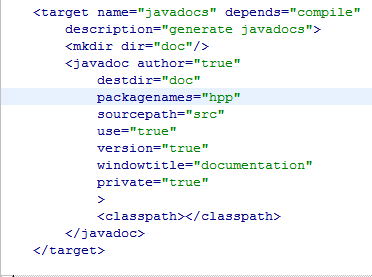 <target name="javadocs" depends="compile"
description="generate javadocs">
<mkdir dir="doc"/>
<javadoc author="true"
destdir="doc"
packagenames="hpp"
sourcepath="src"
use="true"
version="true"
windowtitle="documentation"
private="true"
>
<classpath></classpath>
</javadoc>
</target>